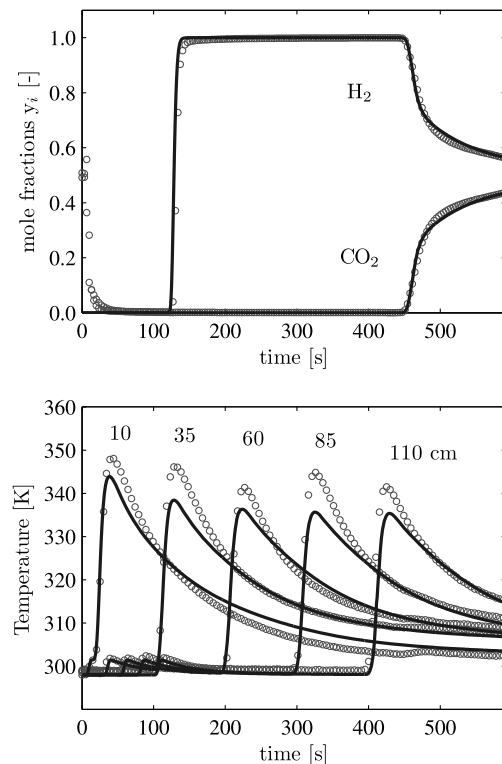 mole fractions yᵢ [-]
1.0
0.8
0.6
0.4
0.2
0.0
H₂
CO₂
0 100 200 300 400 500
time [s]
Temperature [K]
360
350
340
330
320
310
300
10 35 60 85 110 cm
0 100 200 300 400 500
time [s]